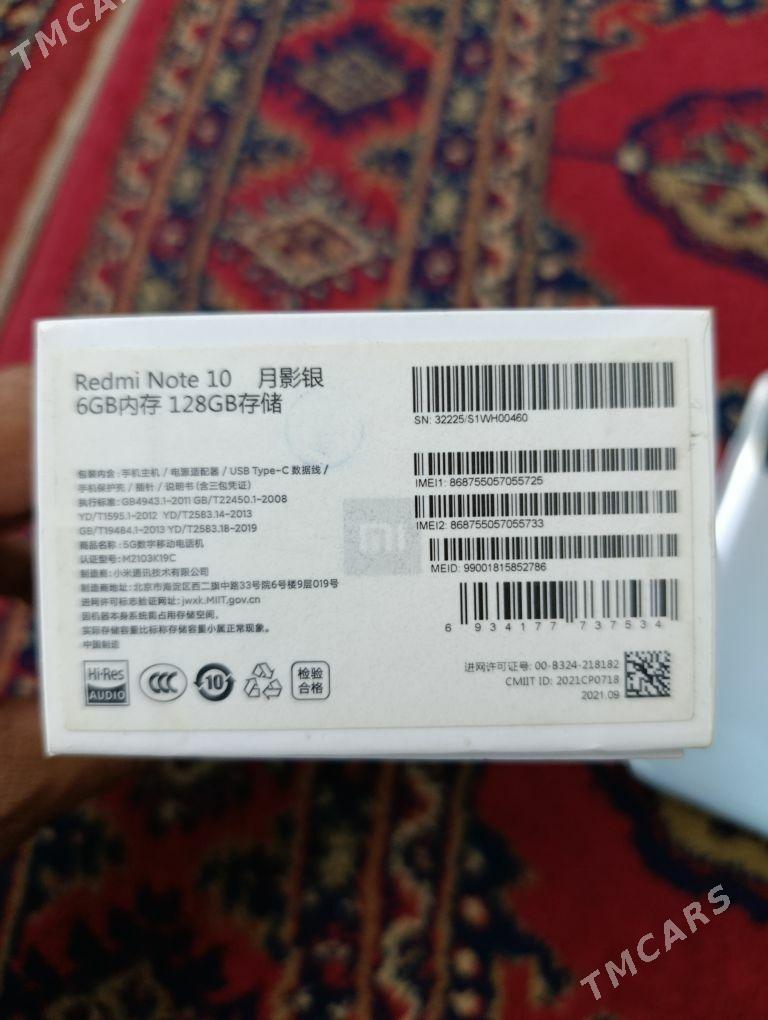 TMCARS
Redmi Note 10 月影银
6GB内存 128GB存储
SN: 32225/S1WH00460
包装内含：手机主机 / 电源适配器 / USB Type-C 数据线 /
手机保护壳 / 插针 / 说明书 (含三包凭证)
执行标准：GB4943.1-2011 GB/T22450.1-2008
YD/T1595.1-2012 YD/T2583.14-2013
GB/T19484.1-2013 YD/T2583.18-2019
商品名称：5G数字移动电话机
认证型号：M2103K19C
制造商：小米通讯技术有限公司
制造商地址：北京市海淀区西二旗中路33号院6号楼9层019号
进网许可标志验证网址：jwxk.MIIT.gov.cn
因机器本身系统需占用存储空间，
实际存储容量比标称存储容量小属正常现象。
中国制造
IMEI1: 868755057055725
IMEI2: 868755057055733
MEID: 99001815852786
6 934177 737534
mi
Hi-Res
AUDIO
CCC
10
检验
合格
进网许可证号: 00-B324-218182
CMIIT ID: 2021CP0718
2021.09
TMCARS